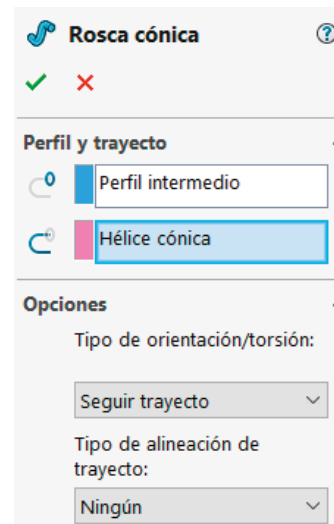 Rosca cónica
Perfil y trayecto
Perfil intermedio
Hélice cónica
Opciones
Tipo de orientación/torsión:
Seguir trayecto
Tipo de alineación de
trayecto:
Ningún